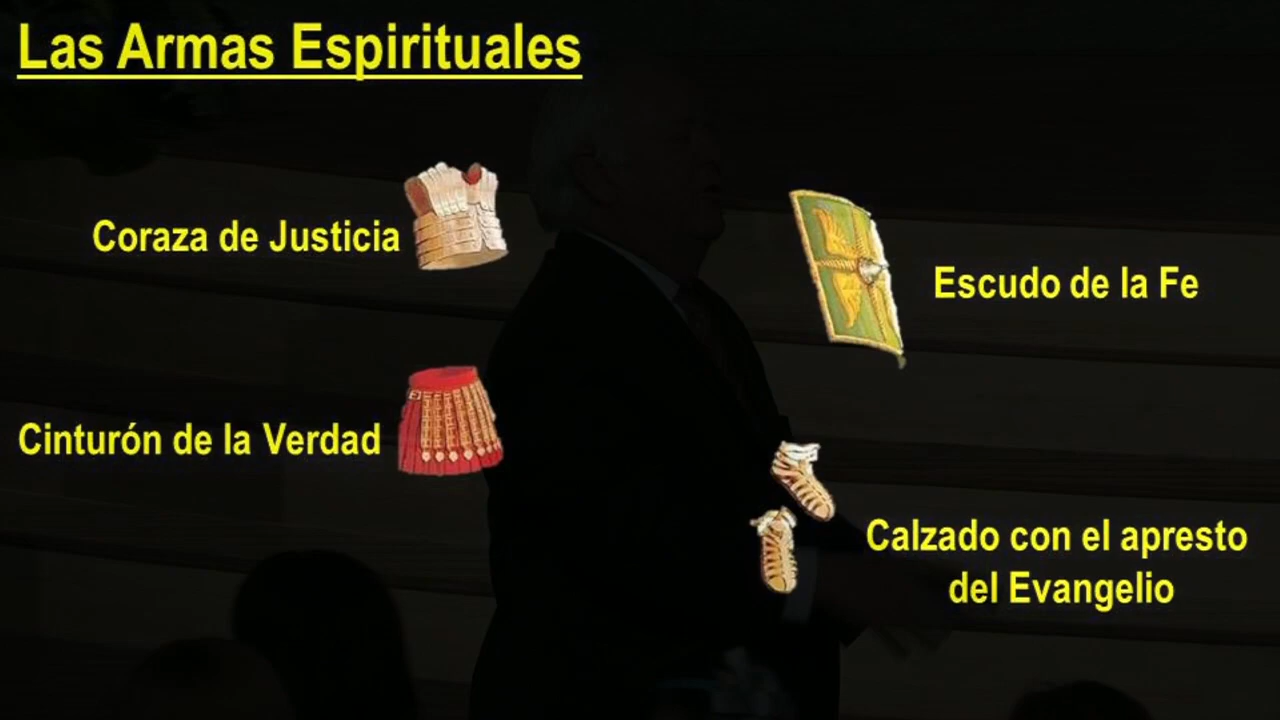 Las Armas Espirituales
Coraza de Justicia
Escudo de la Fe
Cinturón de la Verdad
Calzado con el apresto
del Evangelio